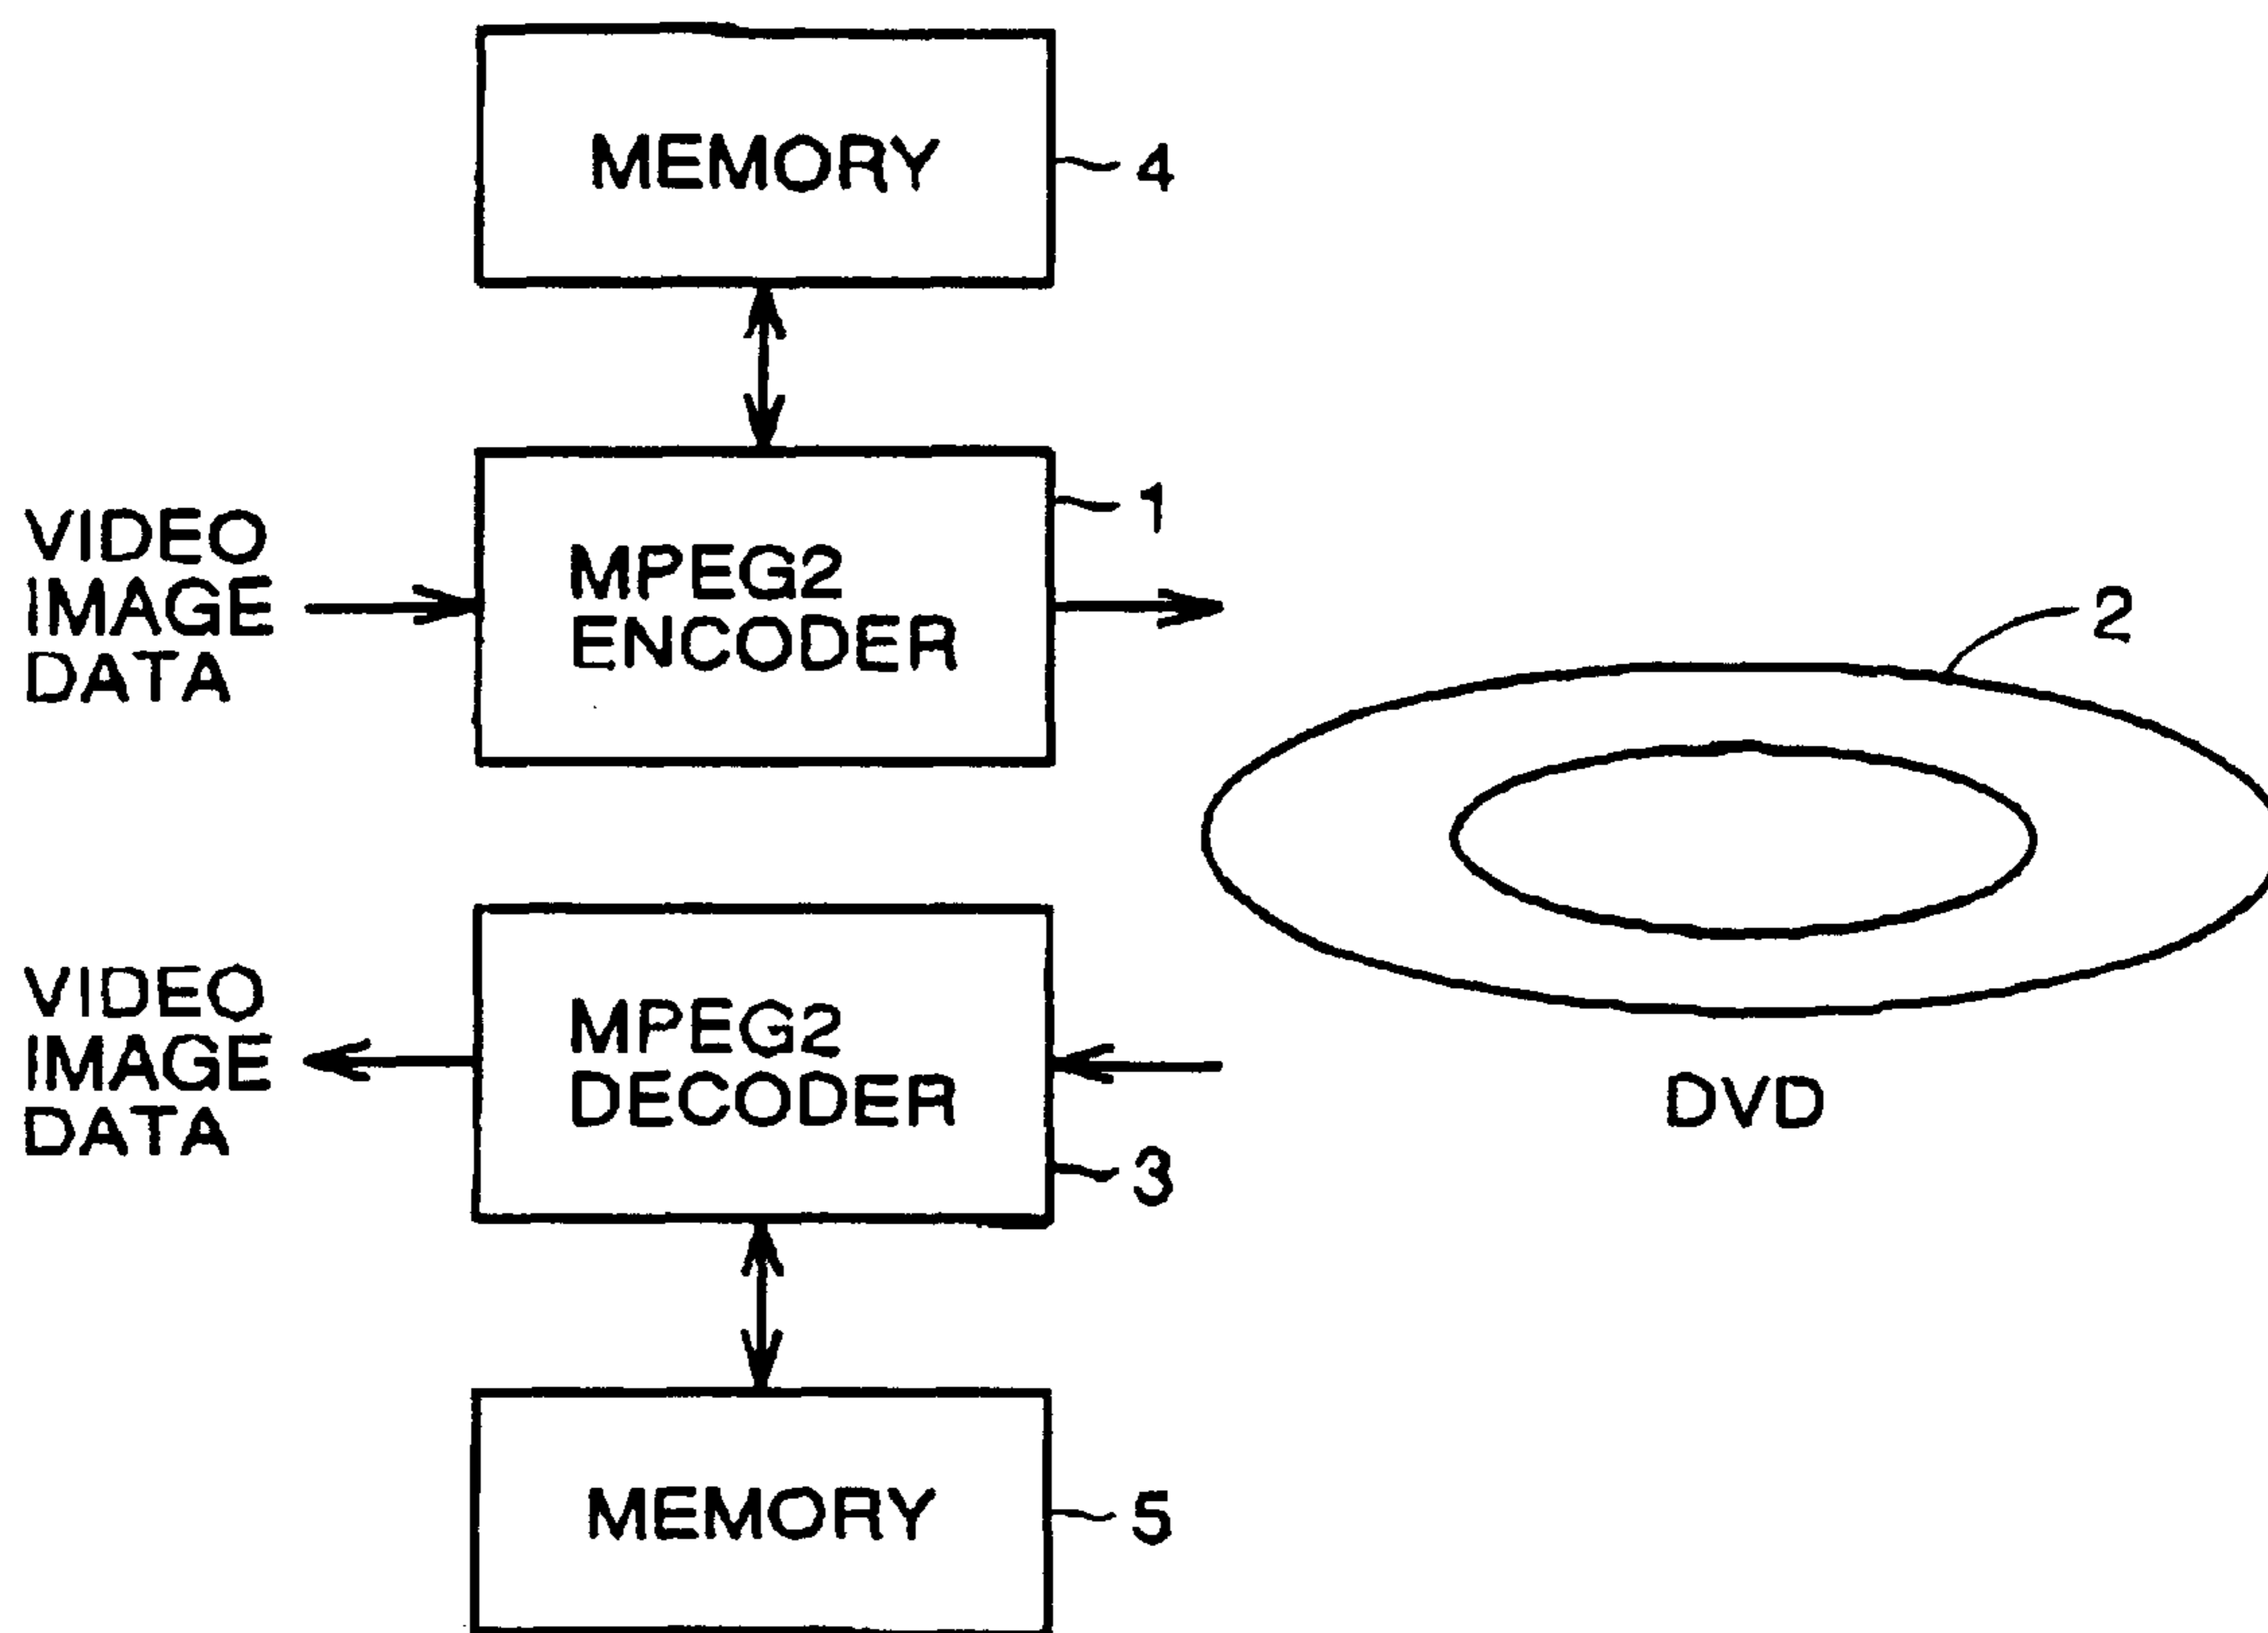 MEMORY
4
1
VIDEO
IMAGE
DATA
MPEG2
ENCODER
2
VIDEO
IMAGE
DATA
MPEG2
DECODER
3
DVD
MEMORY
5